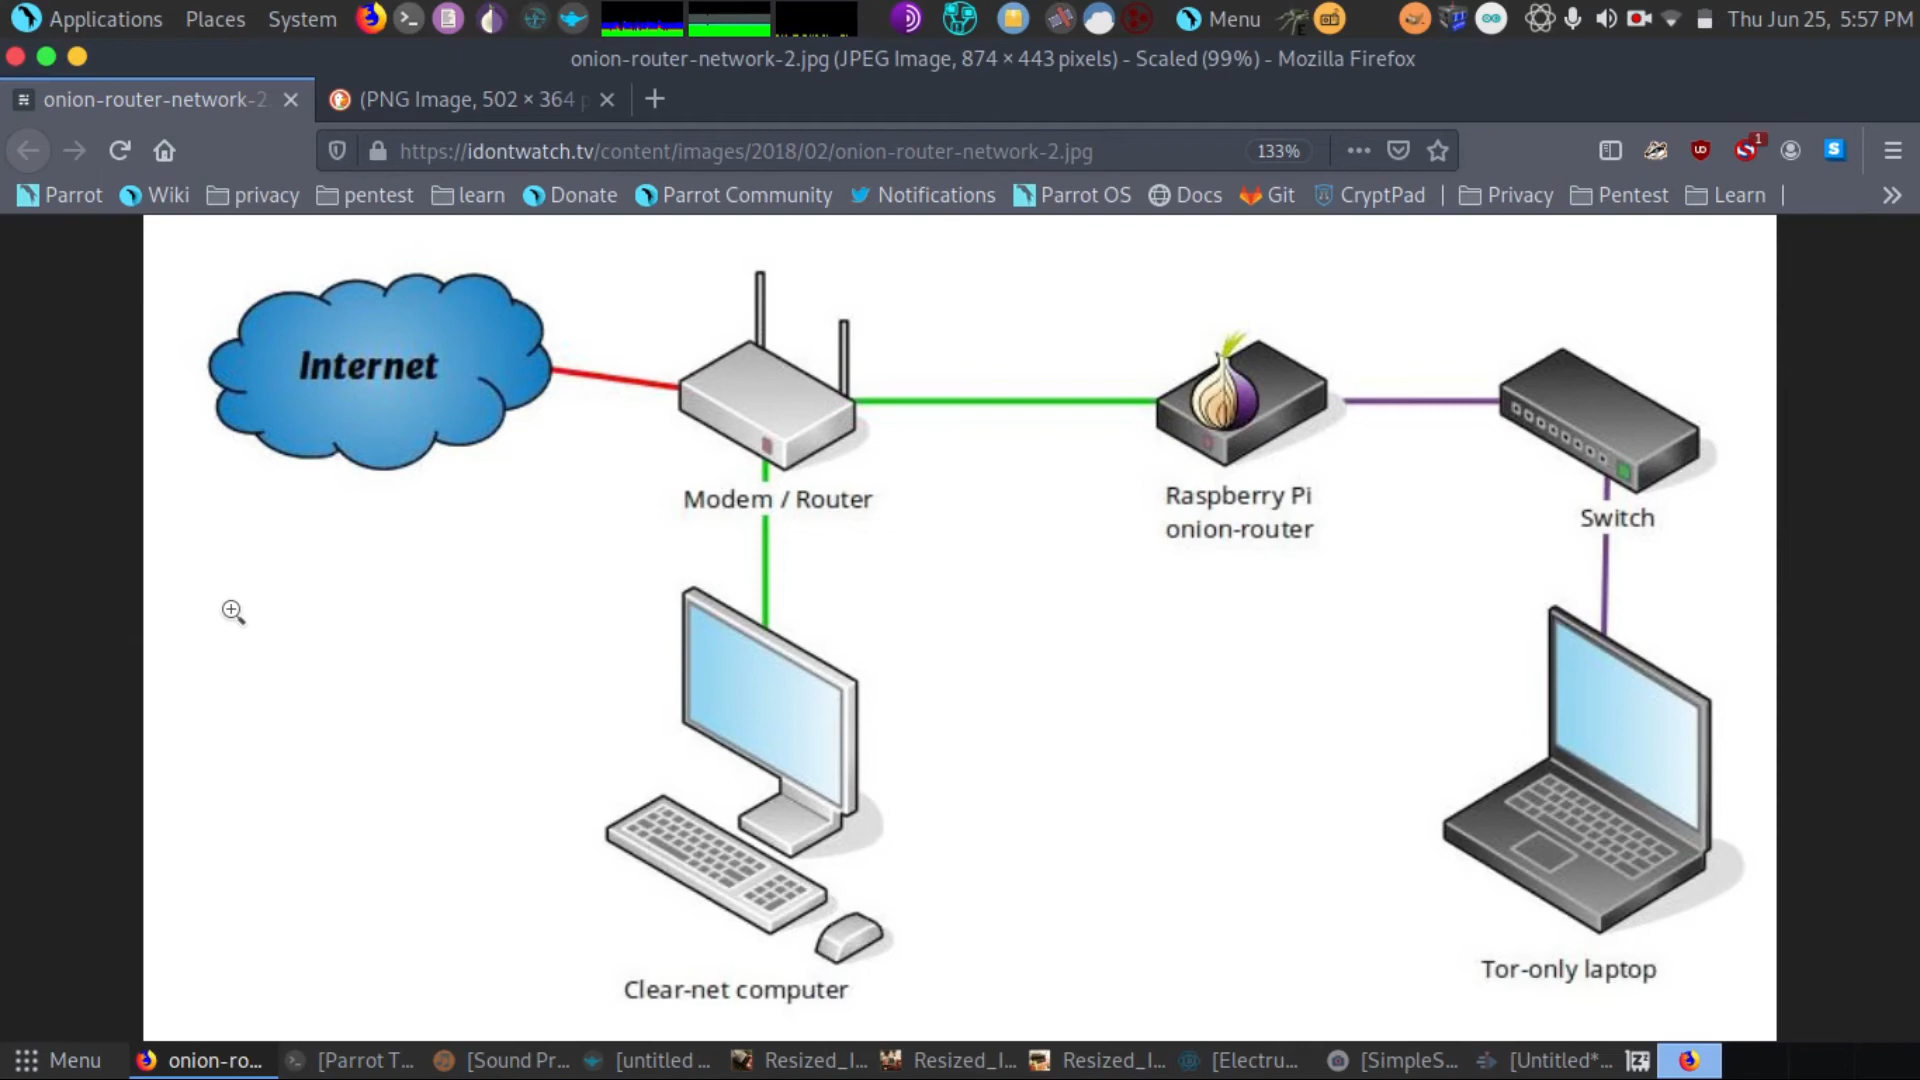 Applications Places System Menu Thu Jun 25, 5:57 PM
onion-router-network-2.jpg (JPEG Image, 874 × 443 pixels) - Scaled (99%) - Mozilla Firefox
onion-router-network-2 (PNG Image, 502 × 364 p
https://idontwatch.tv/content/images/2018/02/onion-router-network-2.jpg 133% 1 S
Parrot Wiki privacy pentest learn Donate Parrot Community Notifications Parrot OS Docs Git CryptPad | Privacy Pentest Learn |
Internet
Modem / Router
Raspberry Pi
onion-router
Switch
Clear-net computer
Tor-only laptop
Menu onion-ro... [Parrot T... [Sound Pr... [untitled ... Resized_I... Resized_I... Resized_I... [Electru... [SimpleS... [Untitled*...